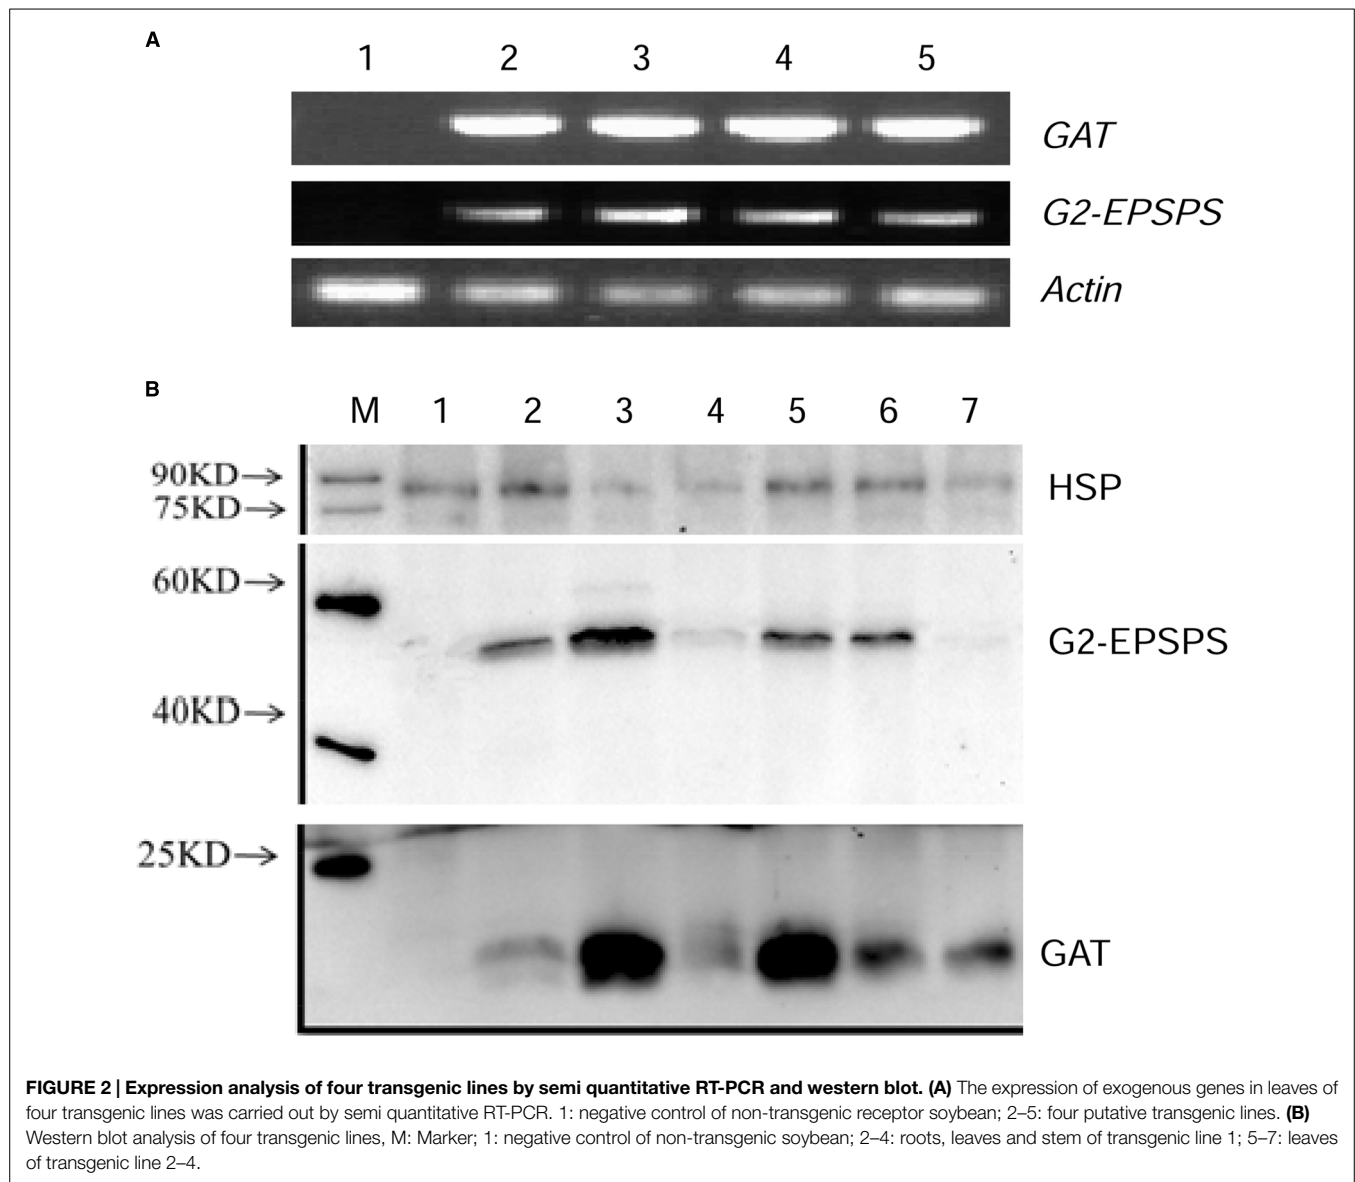 A
1 2 3 4 5
GAT
G2-EPSPS
Actin
B
M 1 2 3 4 5 6 7
90KD→
HSP
75KD→
60KD→
G2-EPSPS
40KD→
25KD→
GAT
FIGURE 2 | Expression analysis of four transgenic lines by semi quantitative RT-PCR and western blot. (A) The expression of exogenous genes in leaves of
four transgenic lines was carried out by semi quantitative RT-PCR. 1: negative control of non-transgenic receptor soybean; 2–5: four putative transgenic lines. (B)
Western blot analysis of four transgenic lines, M: Marker; 1: negative control of non-transgenic soybean; 2–4: roots, leaves and stem of transgenic line 1; 5–7: leaves
of transgenic line 2–4.